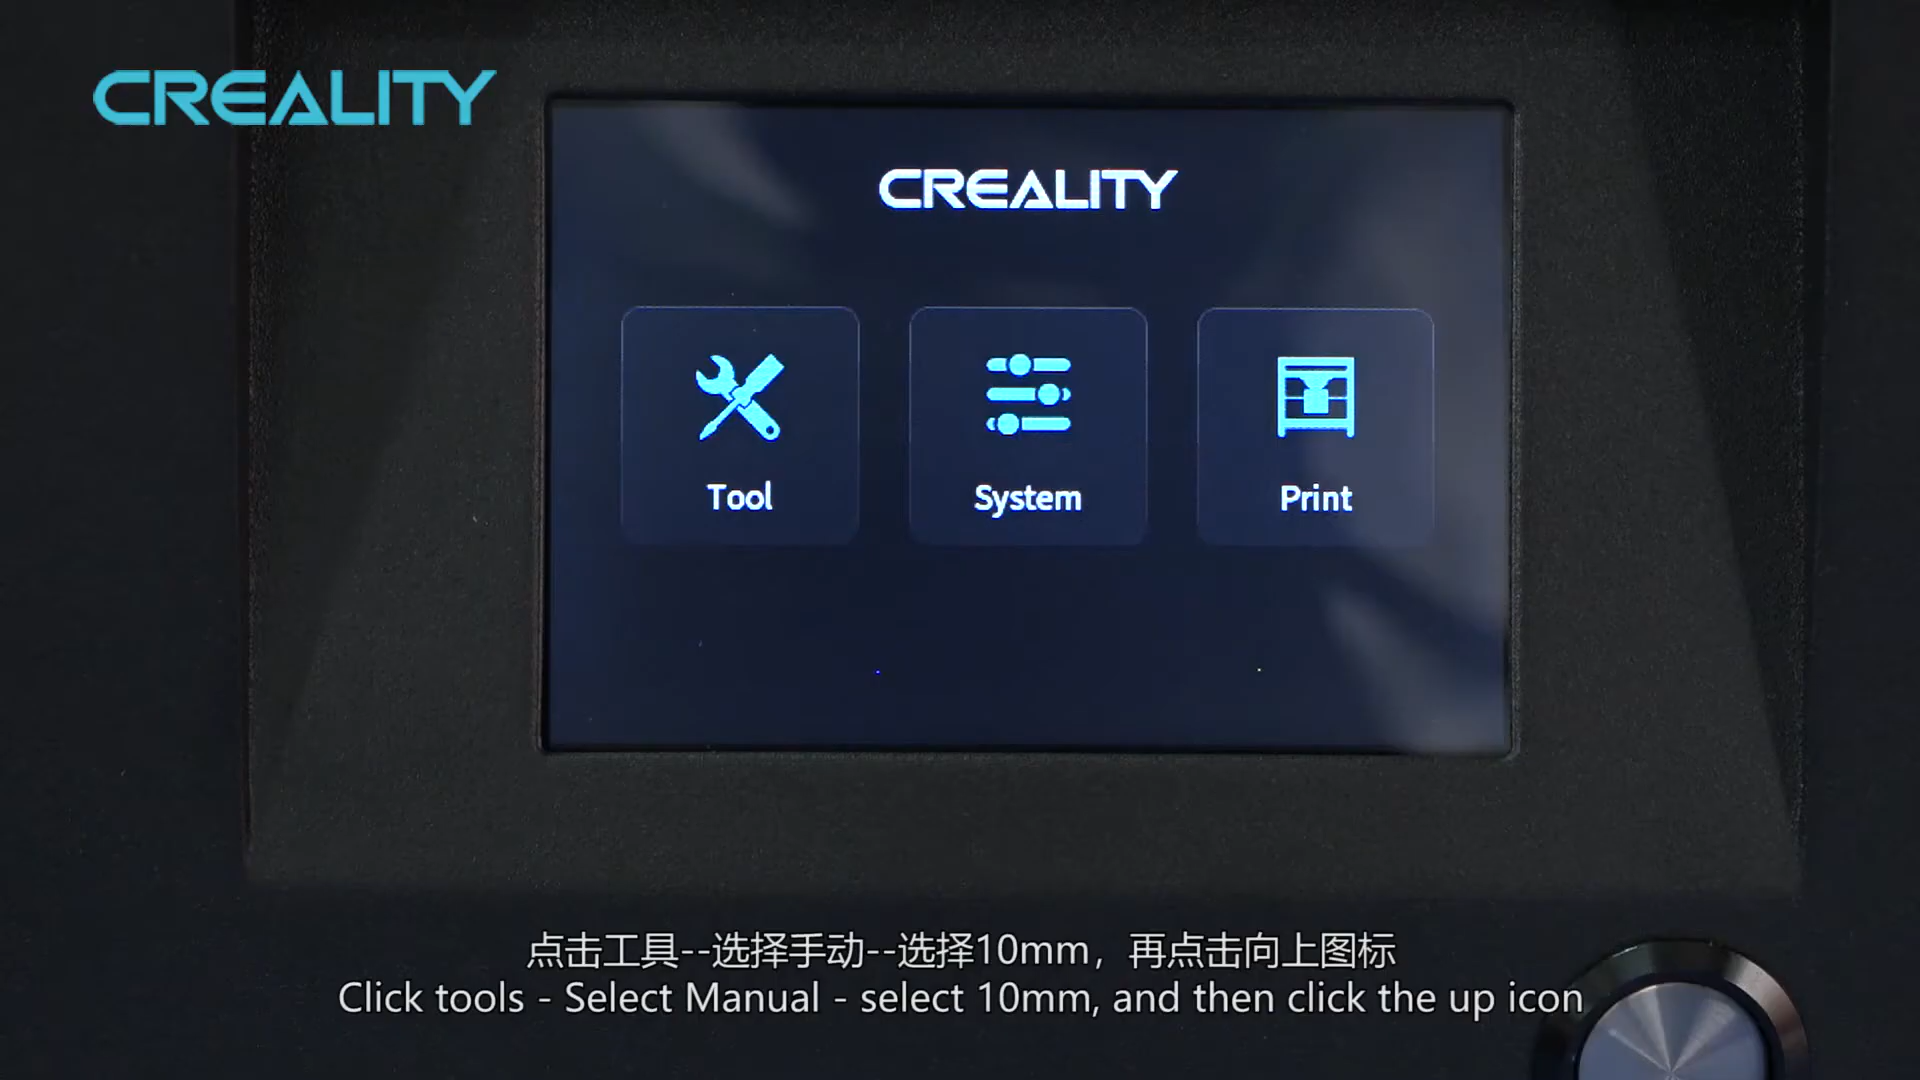 CREALITY
CREALITY
Tool
System
Print
点击工具--选择手动--选择10mm，再点击向上图标
Click tools - Select Manual - select 10mm, and then click the up icon